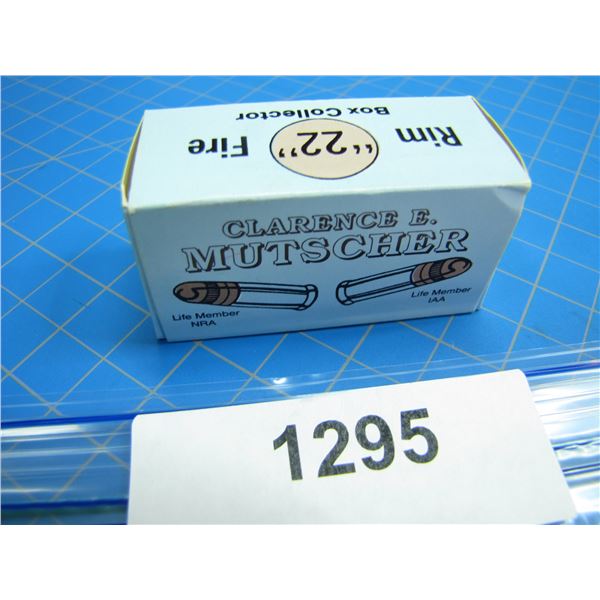 Rim "22" Fire
Box Collector
CLARENCE E.
MUTSCHER
Life Member
NRA
Life Member
IAA
1295